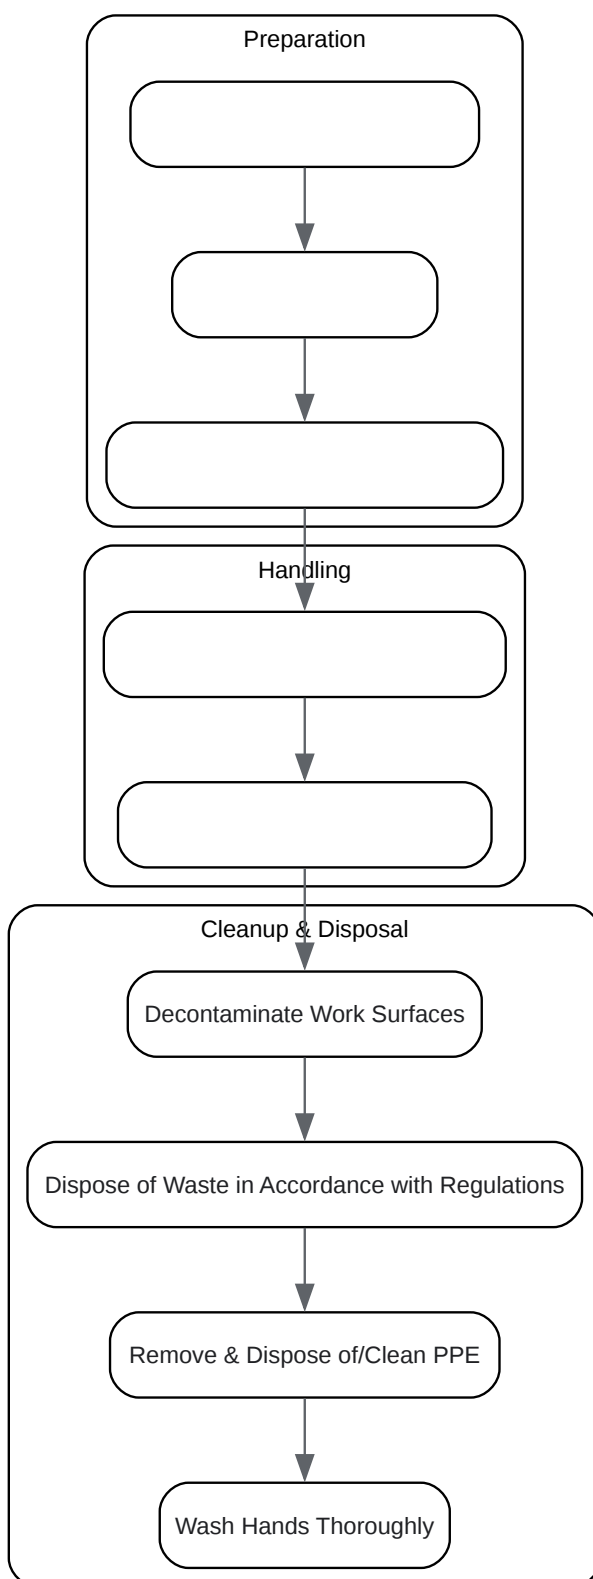 Preparation
Handling
Cleanup & Disposal
Decontaminate Work Surfaces
Dispose of Waste in Accordance with Regulations
Remove & Dispose of/Clean PPE
Wash Hands Thoroughly